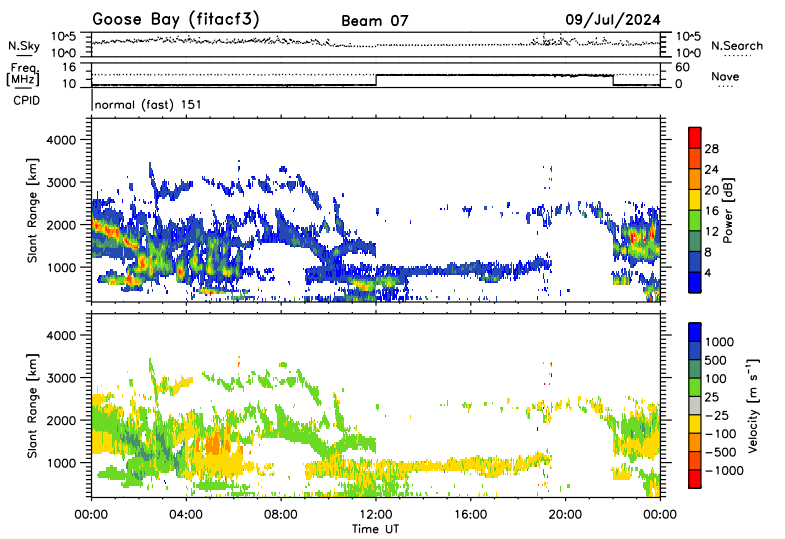 Goose Bay (fitacf3) Beam 07 09/Jul/2024
N.Sky 10^5 10^0 10^5 10^0 N.Search
Freq. [MHz] 16 10 60 0 Nave
CPID normal (fast) 151
Slant Range [km] 4000 3000 2000 1000
Power [dB] 28 24 20 16 12 8 4
Slant Range [km] 4000 3000 2000 1000
Velocity [m s⁻¹] 1000 500 100 25 −25 −100 −500 −1000
00:00 04:00 08:00 12:00 16:00 20:00 00:00
Time UT